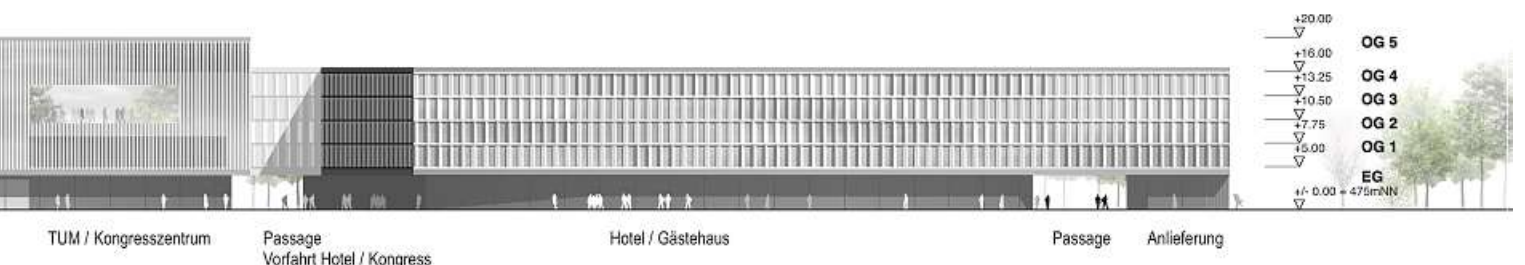 +20.00
OG 5
+16.00
OG 4
+13.25
OG 3
+10.50
OG 2
+7.75
OG 1
+5.00
EG
+/- 0.00 = 475mNN
TUM / Kongresszentrum
Passage
Vorfahrt Hotel / Kongress
Hotel / Gästehaus
Passage
Anlieferung